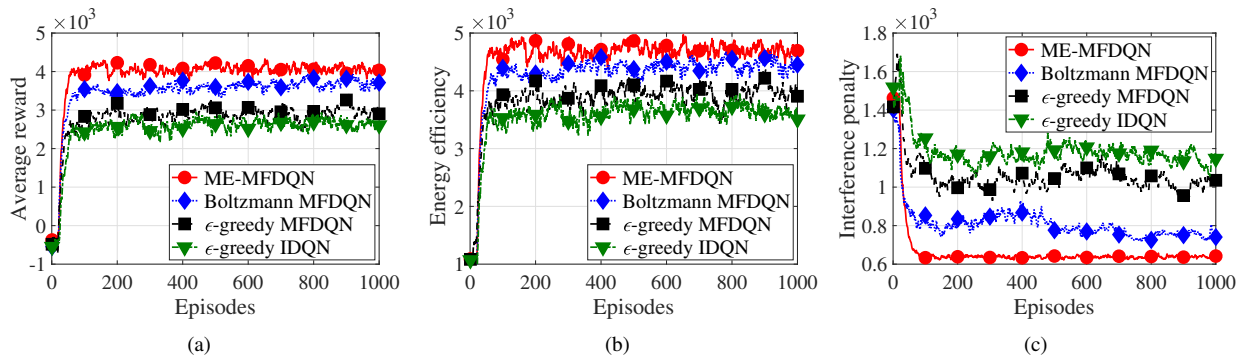 ×10³
5
4
3
2
1
0
-1
Average reward
0 200 400 600 800 1000
Episodes
ME-MFDQN
Boltzmann MFDQN
ϵ-greedy MFDQN
ϵ-greedy IDQN
(a)
×10³
5
4
3
2
1
Energy efficiency
0 200 400 600 800 1000
Episodes
ME-MFDQN
Boltzmann MFDQN
ϵ-greedy MFDQN
ϵ-greedy IDQN
(b)
×10³
1.8
1.6
1.4
1.2
1
0.8
0.6
Interference penalty
0 200 400 600 800 1000
Episodes
ME-MFDQN
Boltzmann MFDQN
ϵ-greedy MFDQN
ϵ-greedy IDQN
(c)